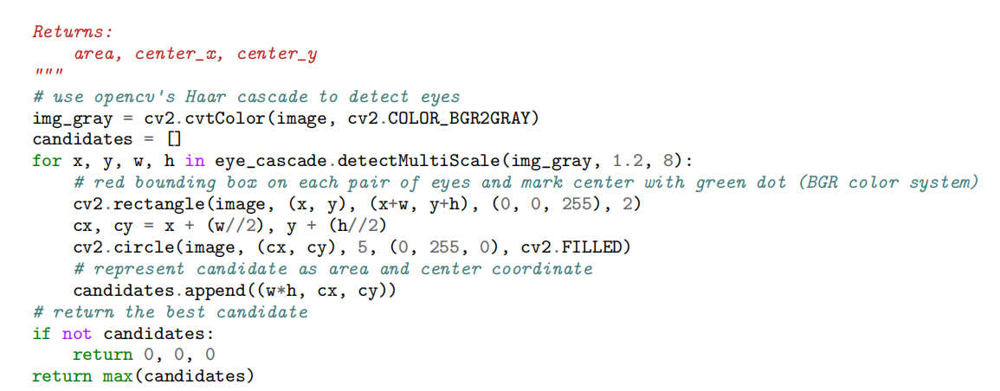 Returns:
    area, center_x, center_y
"""
# use opencv's Haar cascade to detect eyes
img_gray = cv2.cvtColor(image, cv2.COLOR_BGR2GRAY)
candidates = []
for x, y, w, h in eye_cascade.detectMultiScale(img_gray, 1.2, 8):
    # red bounding box on each pair of eyes and mark center with green dot (BGR color system)
    cv2.rectangle(image, (x, y), (x+w, y+h), (0, 0, 255), 2)
    cx, cy = x + (w//2), y + (h//2)
    cv2.circle(image, (cx, cy), 5, (0, 255, 0), cv2.FILLED)
    # represent candidate as area and center coordinate
    candidates.append((w*h, cx, cy))
# return the best candidate
if not candidates:
    return 0, 0, 0
return max(candidates)